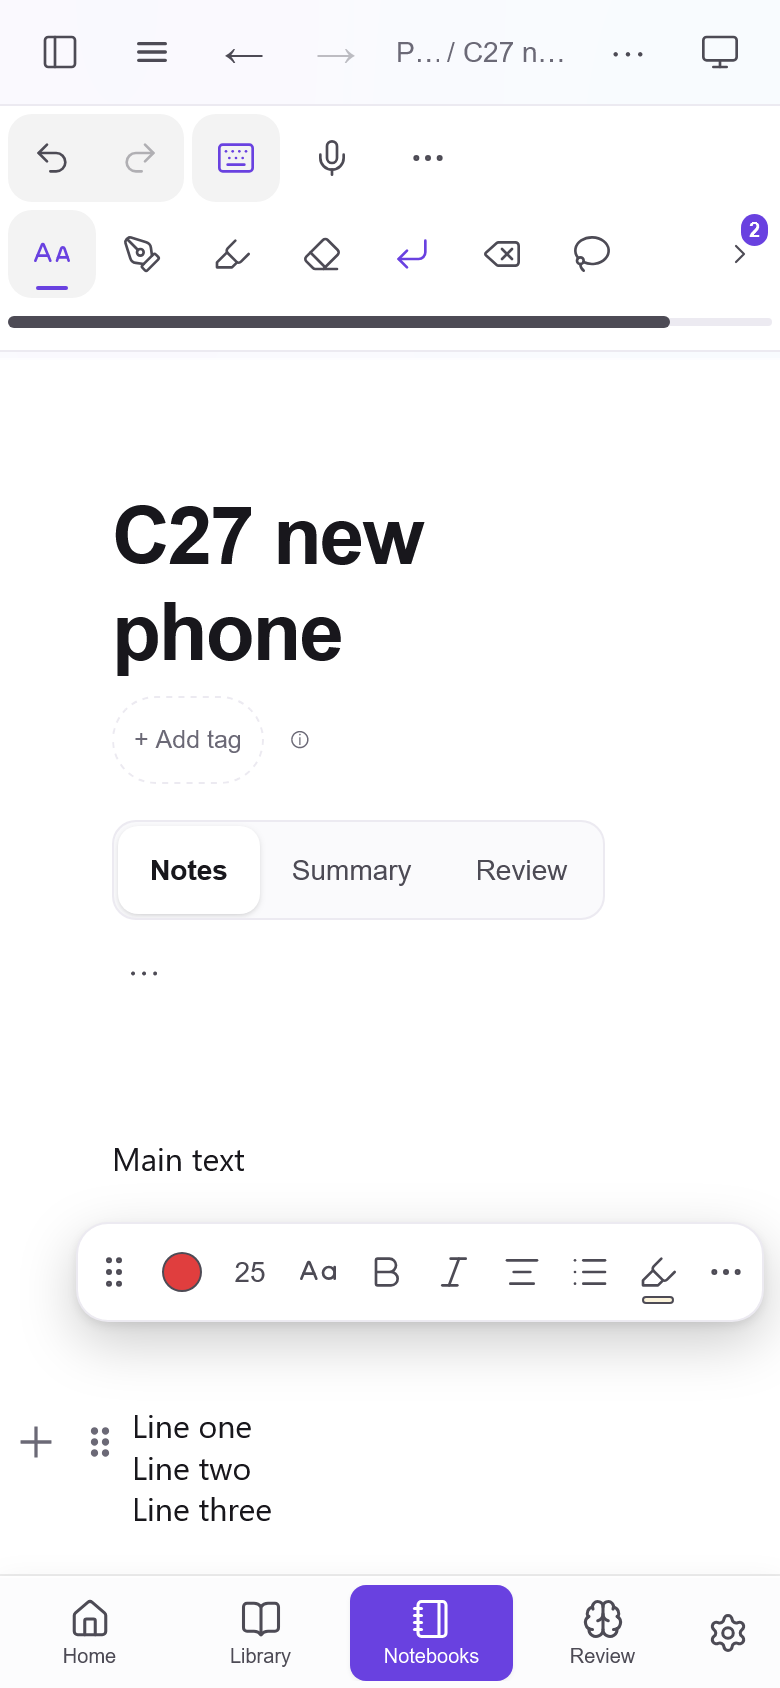 P… / C27 n…
2
C27 new
phone
+ Add tag
Notes Summary Review
Main text
25
Line one
Line two
Line three
Home Library Notebooks Review